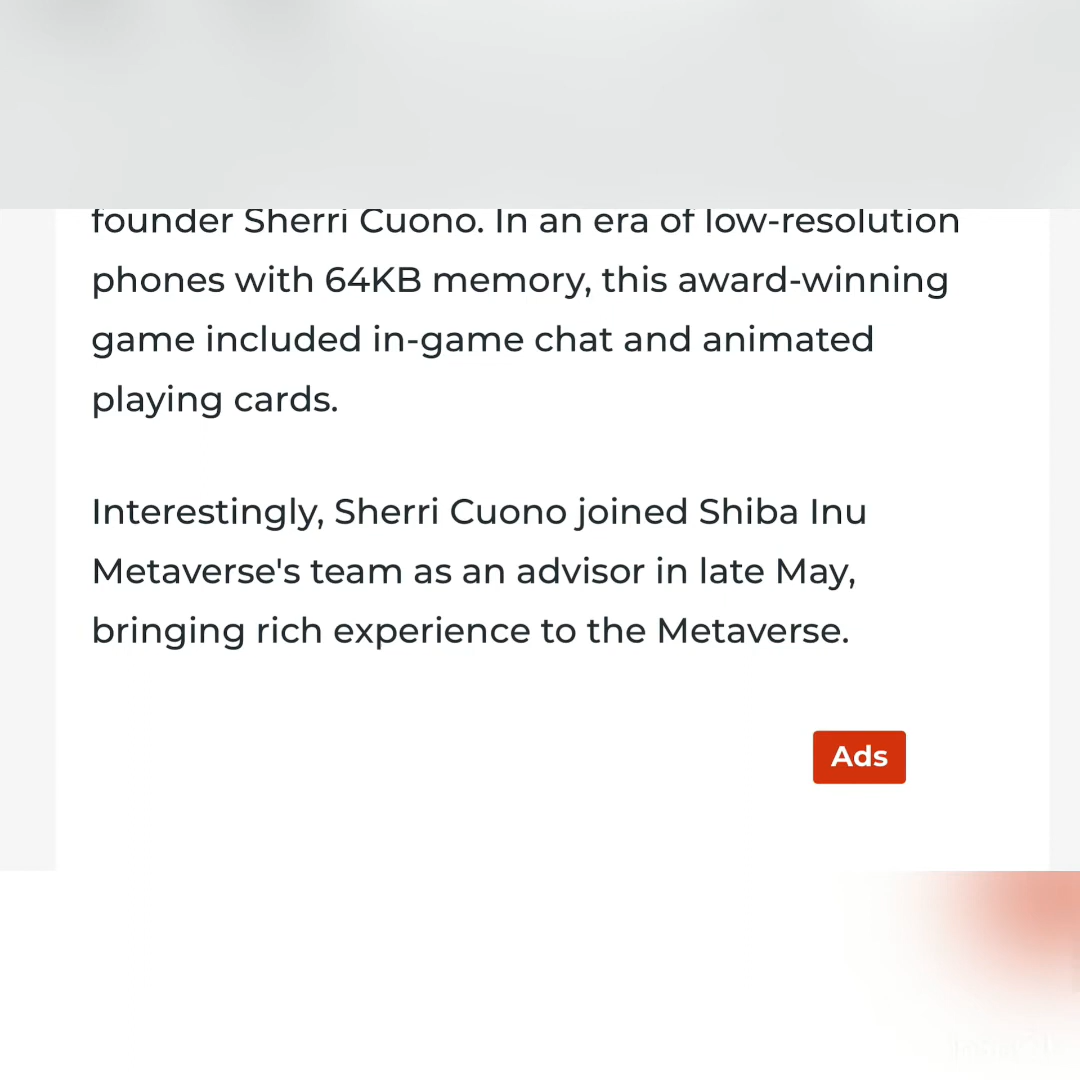 founder Sherri Cuono. In an era of low-resolution
phones with 64KB memory, this award-winning
game included in-game chat and animated
playing cards.
Interestingly, Sherri Cuono joined Shiba Inu
Metaverse's team as an advisor in late May,
bringing rich experience to the Metaverse.
Ads